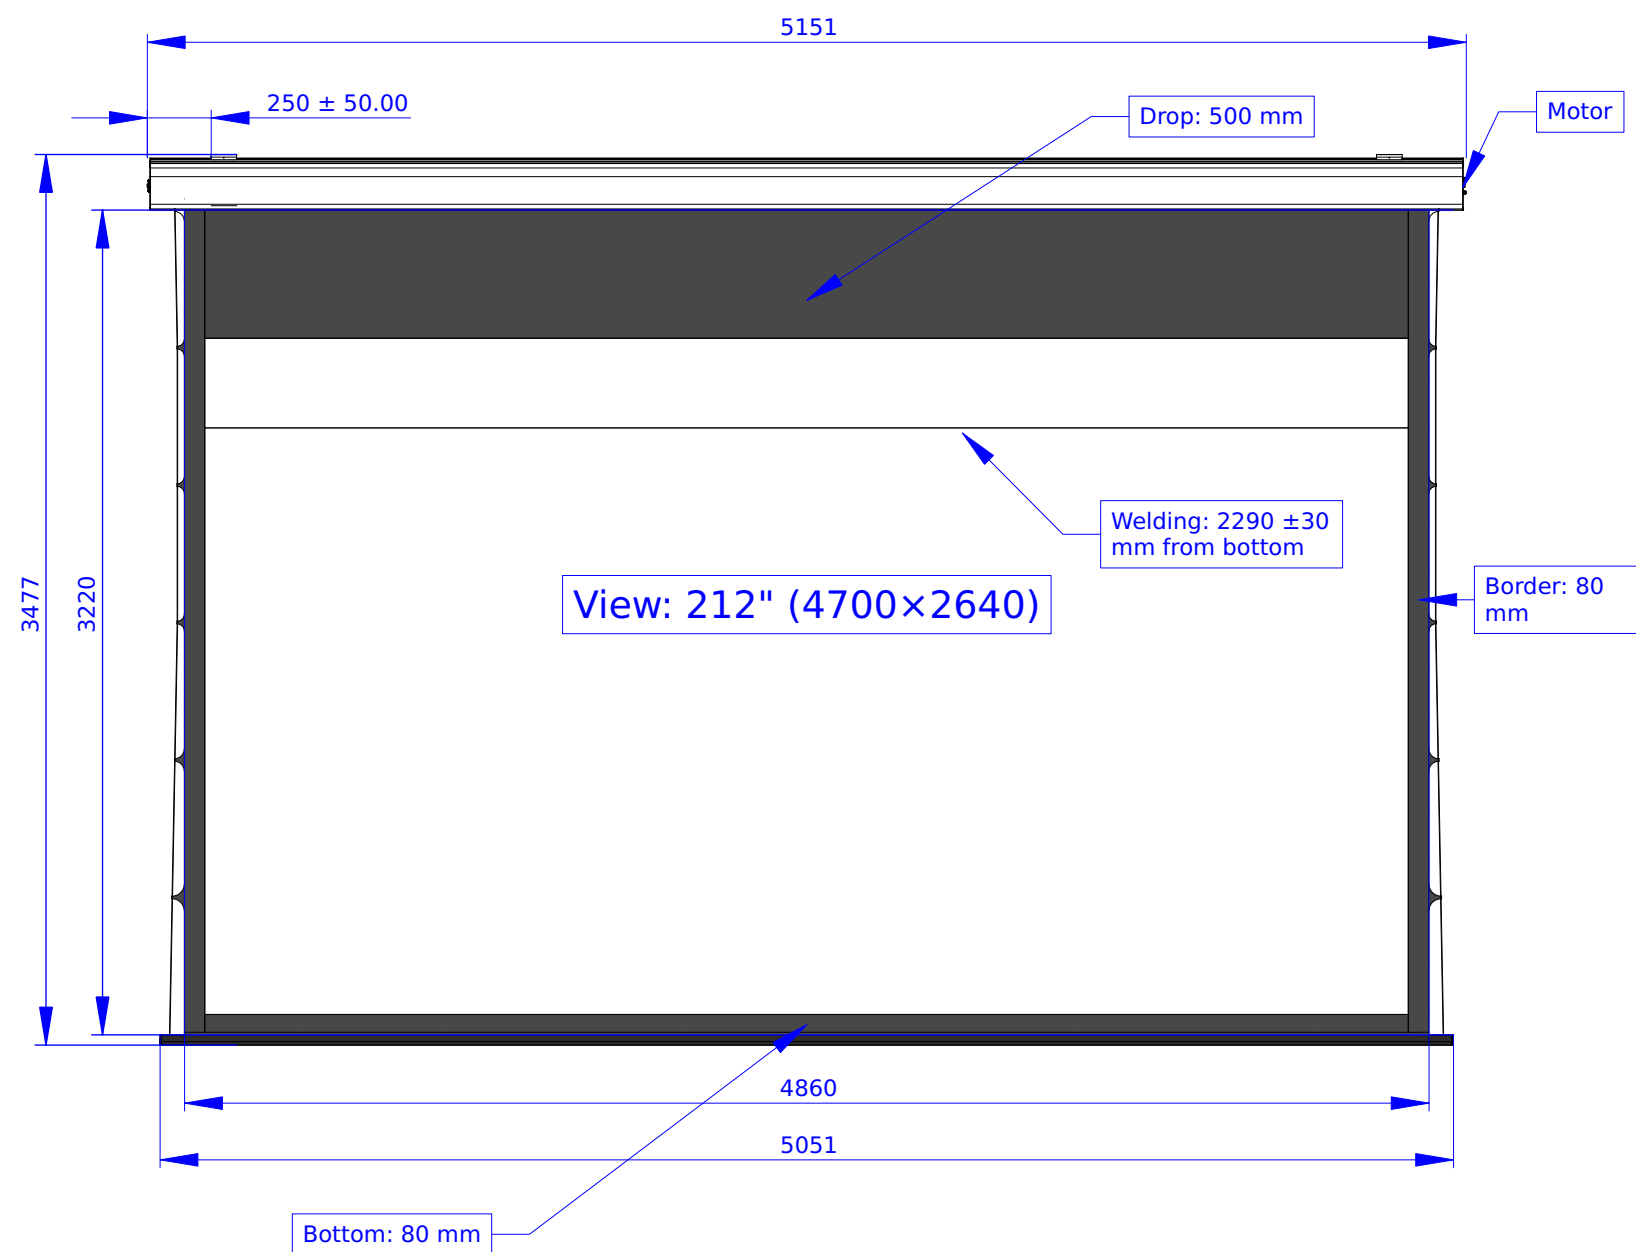 5151
250 ± 50.00
Drop: 500 mm
Motor
Welding: 2290 ±30
mm from bottom
View: 212" (4700×2640)
Border: 80
mm
3477
3220
4860
5051
Bottom: 80 mm